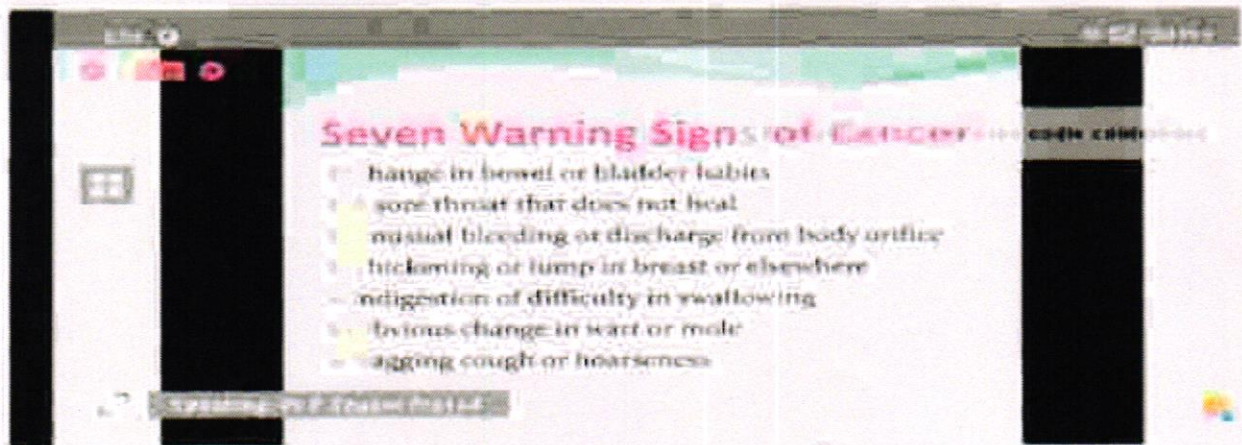 Seven Warning Signs of Cancer
hange in bowel or bladder habits
sore throat that does not heal
nusual bleeding or discharge from body orifice
hickening or lump in breast or elsewhere
ndigestion of difficulty in swallowing
bvious change in wart or mole
agging cough or hoarseness